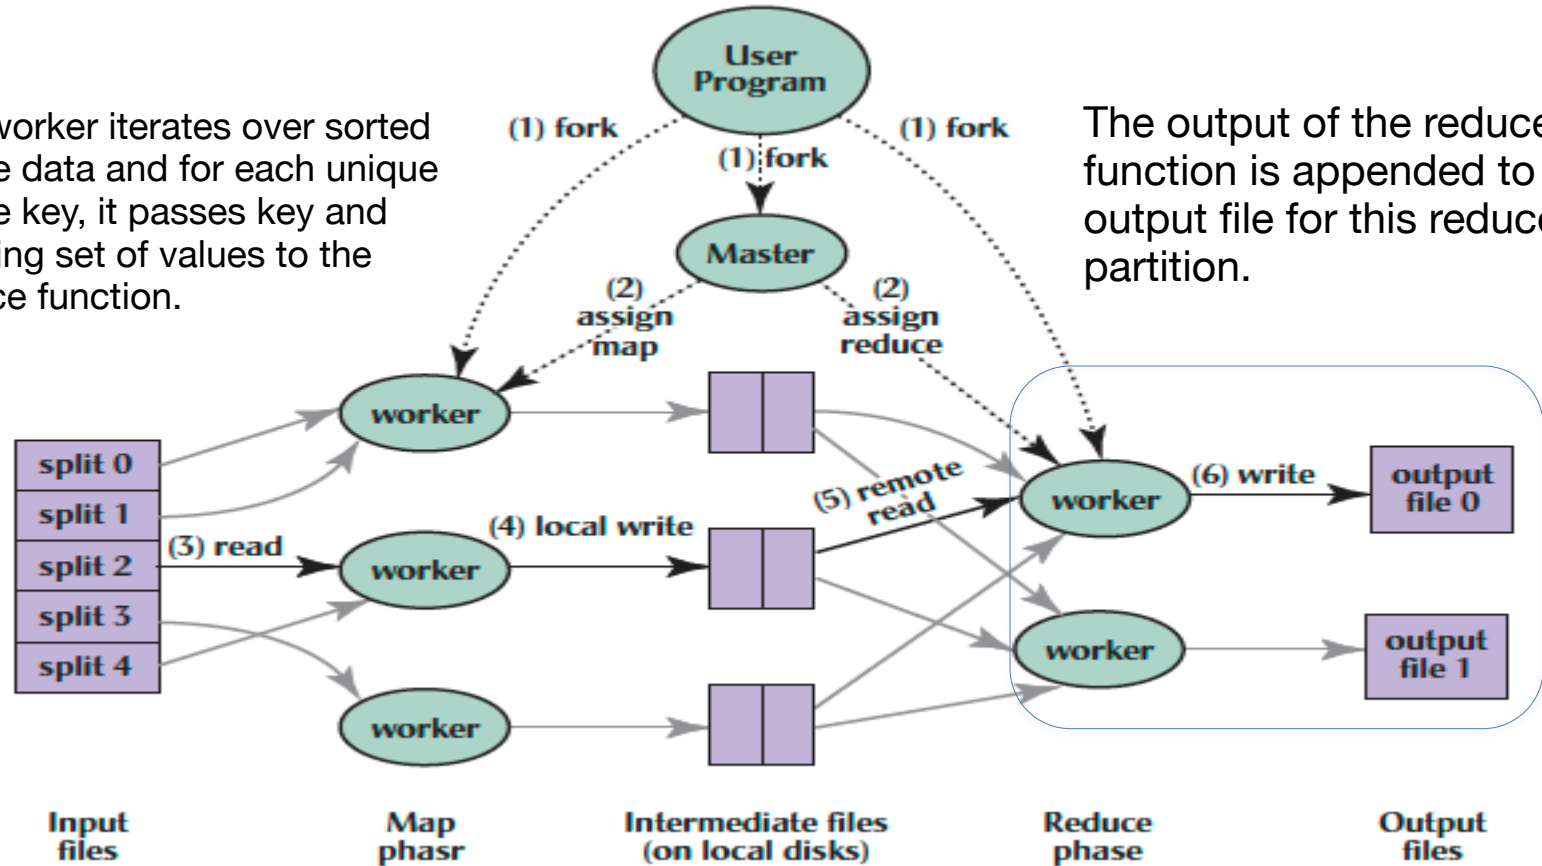 User
Program
worker iterates over sorted
e data and for each unique
e key, it passes key and
ing set of values to the
ce function.
The output of the reduce
function is appended to
output file for this reduce
partition.
(1) fork
(1) fork
(1) fork
Master
(2)
assign
map
(2)
assign
reduce
worker
split 0
split 1
split 2
split 3
split 4
(3) read
worker
(4) local write
(5) remote
read
worker
(6) write
output
file 0
worker
output
file 1
worker
Input
files
Map
phasr
Intermediate files
(on local disks)
Reduce
phase
Output
files